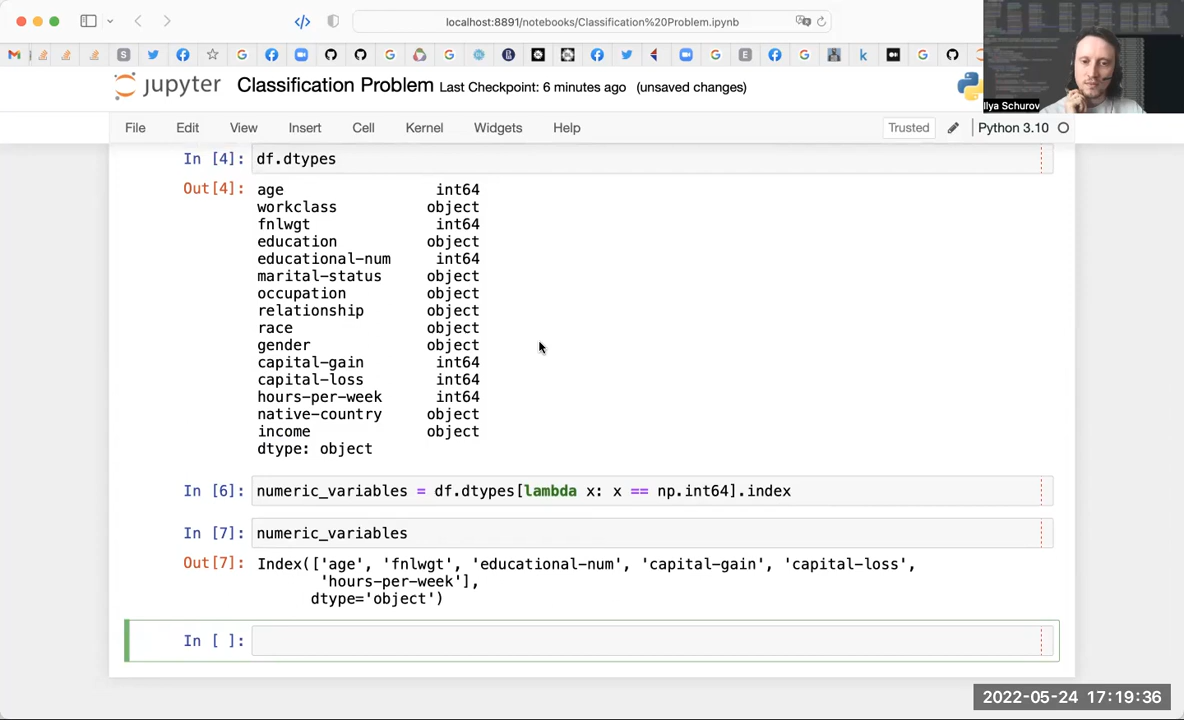 localhost:8891/notebooks/Classification%20Problem.ipynb
jupyter Classification Problem Last Checkpoint: 6 minutes ago (unsaved changes)
Ilya Schurov
File Edit View Insert Cell Kernel Widgets Help Trusted Python 3.10
In [4]: df.dtypes
Out[4]: age int64
workclass object
fnlwgt int64
education object
educational-num int64
marital-status object
occupation object
relationship object
race object
gender object
capital-gain int64
capital-loss int64
hours-per-week int64
native-country object
income object
dtype: object
In [6]: numeric_variables = df.dtypes[lambda x: x == np.int64].index
In [7]: numeric_variables
Out[7]: Index(['age', 'fnlwgt', 'educational-num', 'capital-gain', 'capital-loss',
'hours-per-week'],
dtype='object')
In [ ]:
2022-05-24 17:19:36